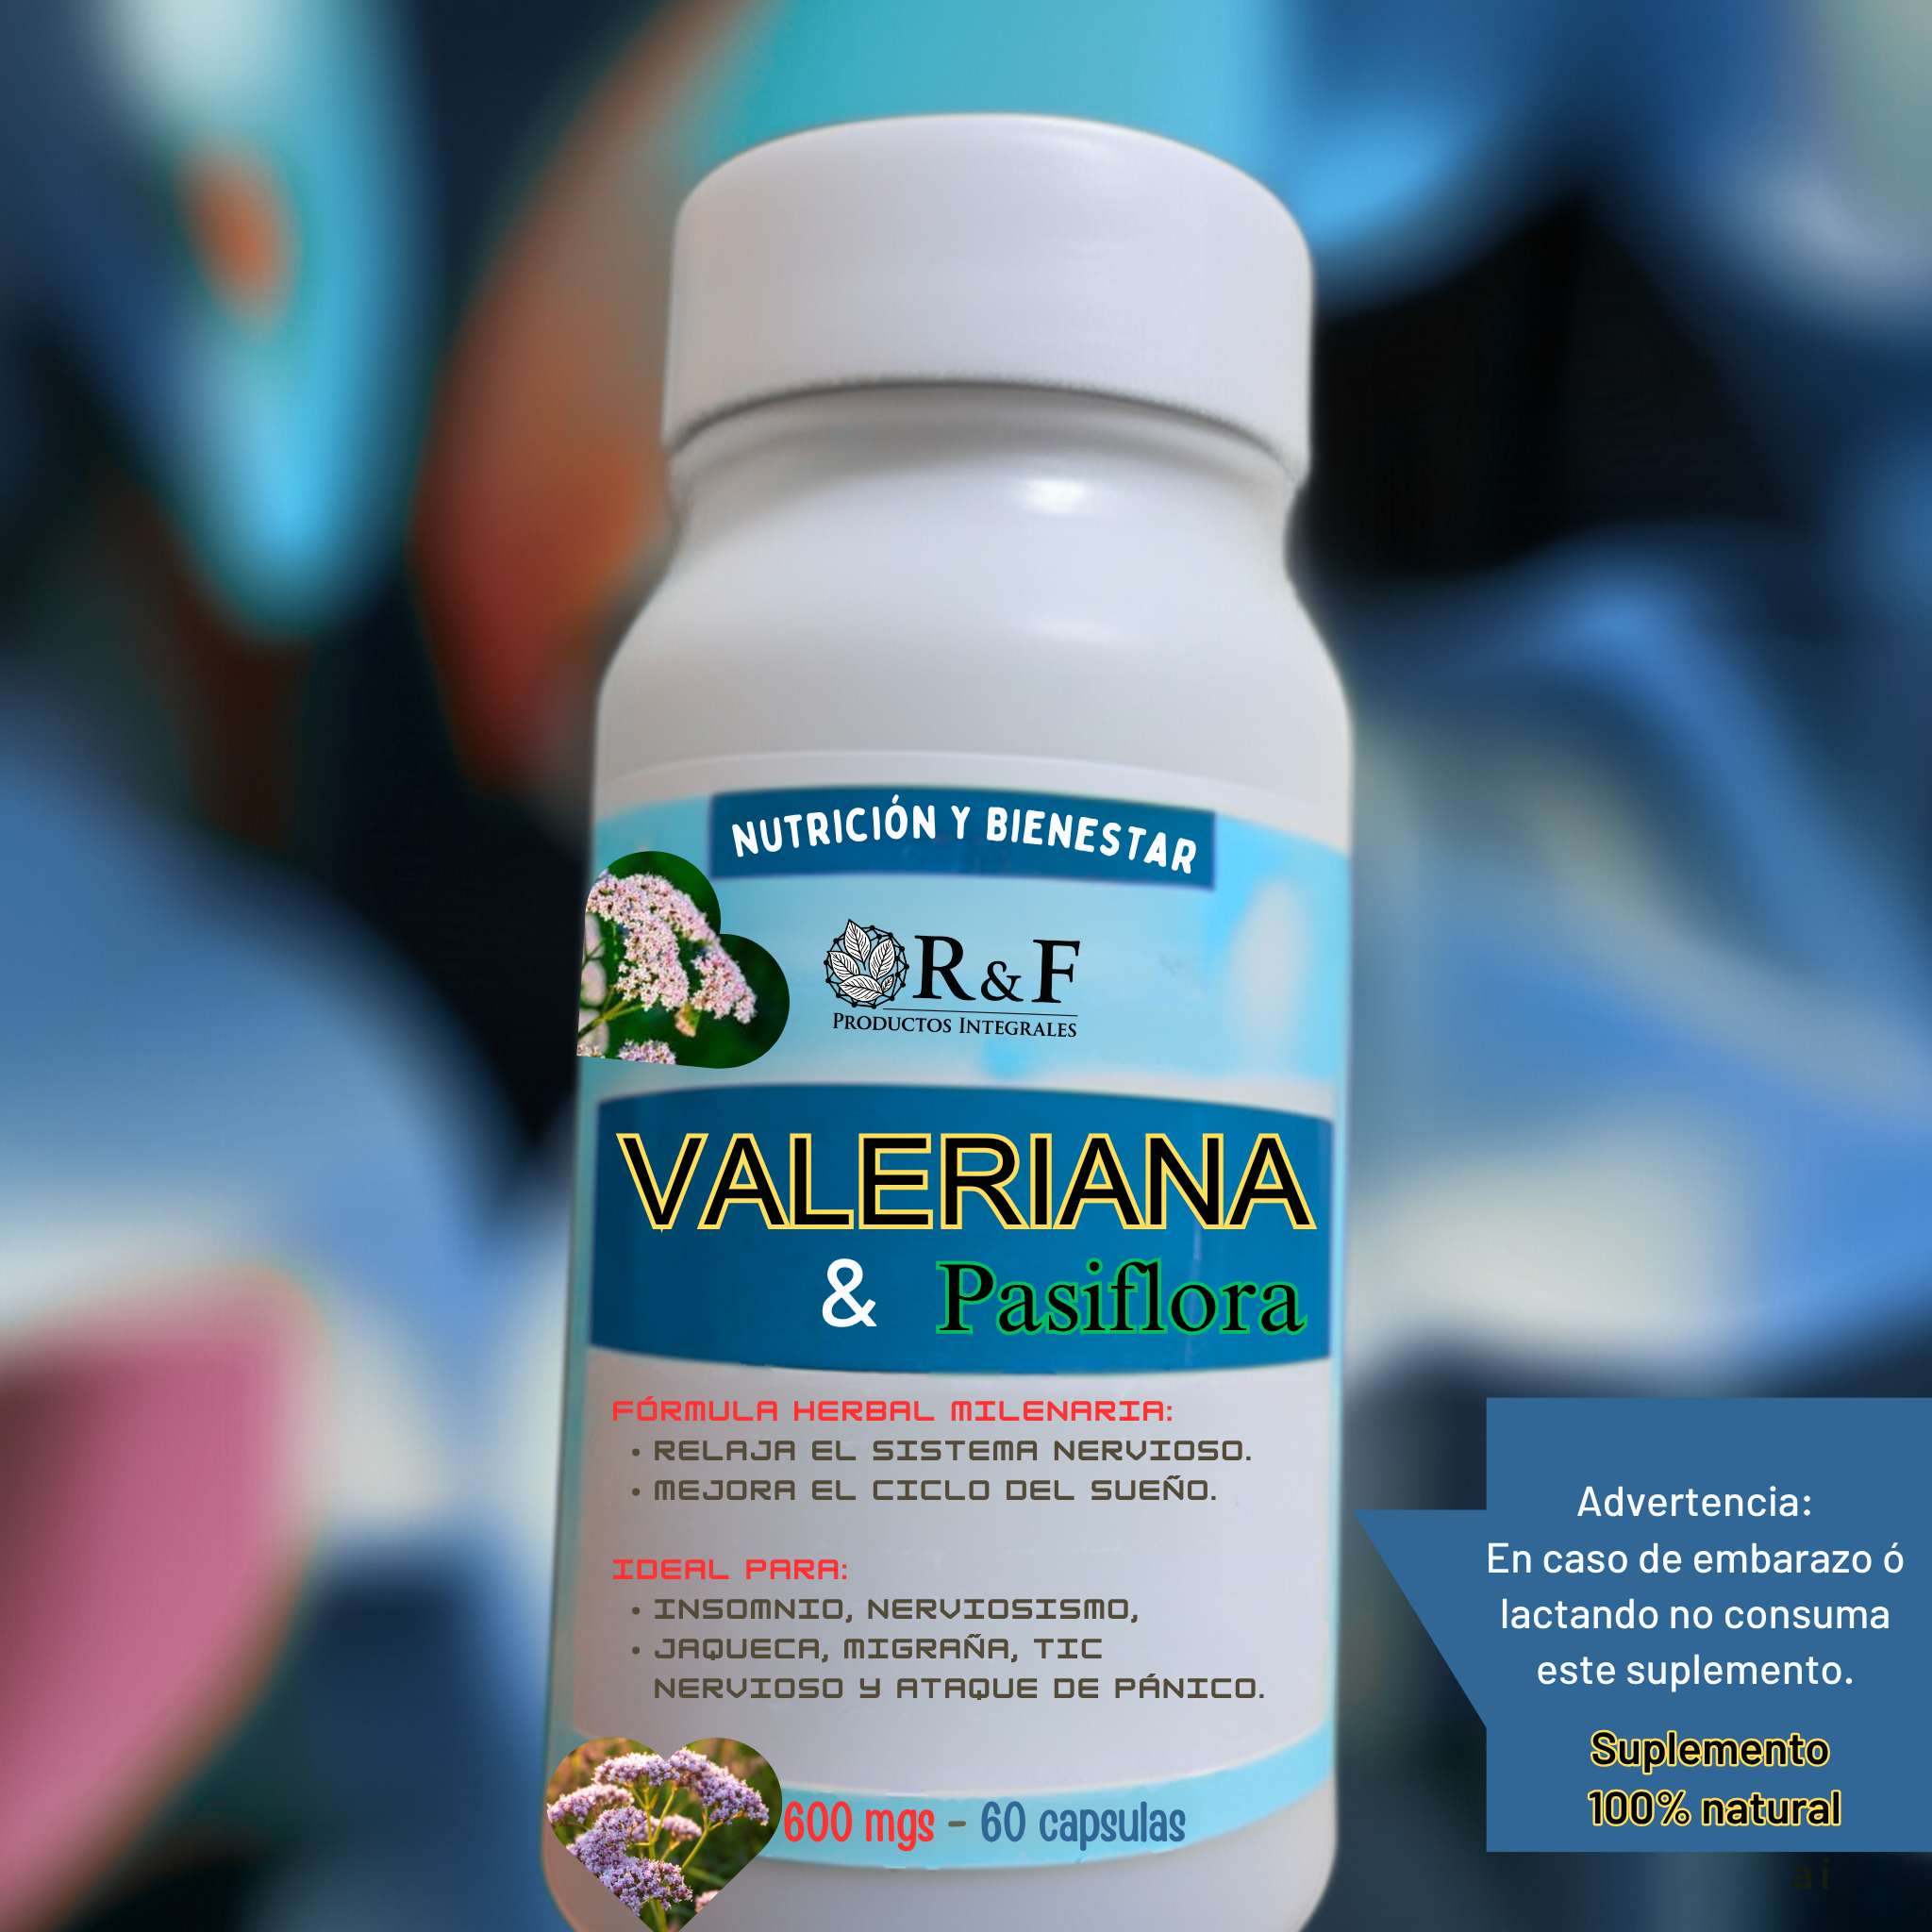 NUTRICIÓN Y BIENESTAR
R & F
PRODUCTOS INTEGRALES
VALERIANA
& Pasiflora
FÓRMULA HERBAL MILENARIA:
• RELAJA EL SISTEMA NERVIOSO.
• MEJORA EL CICLO DEL SUEÑO.
IDEAL PARA:
• INSOMNIO, NERVIOSISMO,
• JAQUECA, MIGRAÑA, TIC
NERVIOSO Y ATAQUE DE PÁNICO.
600 mgs - 60 capsulas
Advertencia:
En caso de embarazo ó
lactando no consuma
este suplemento.
Suplemento
100% natural
ai